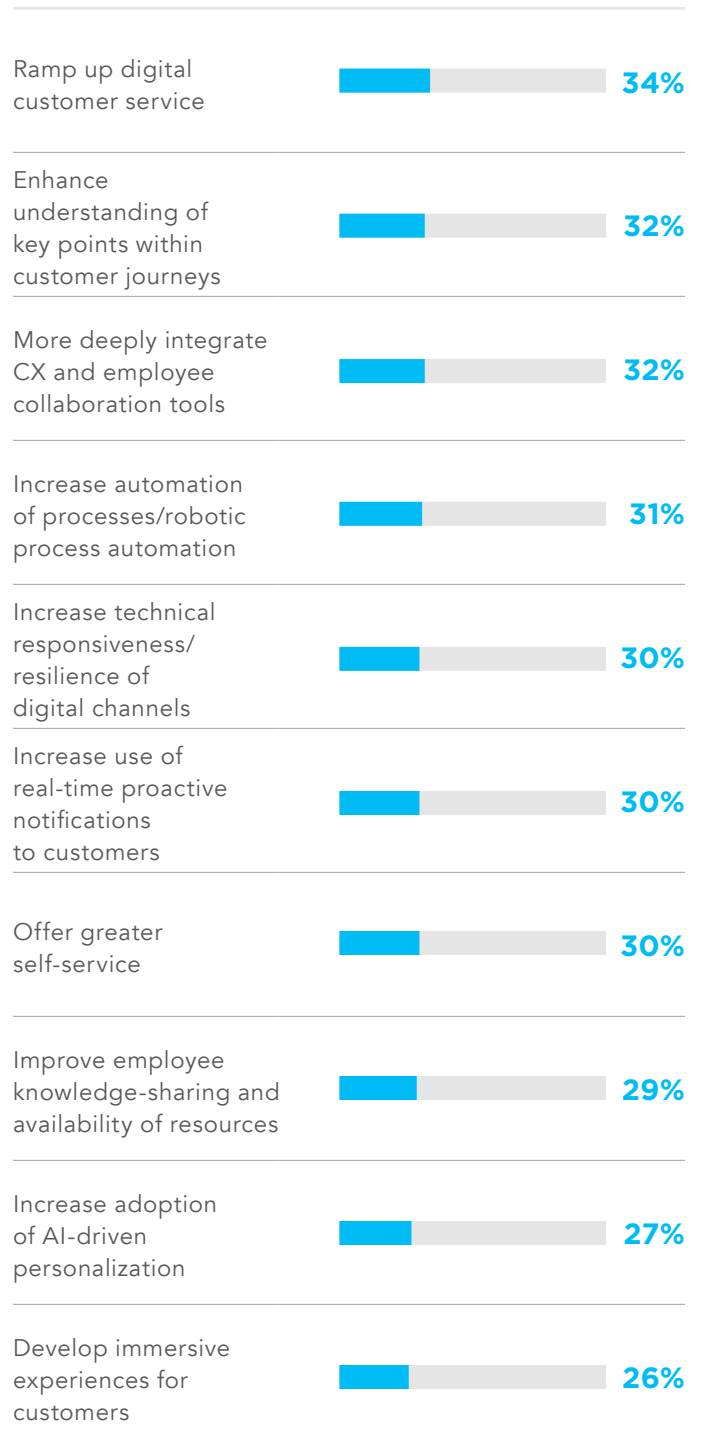 Ramp up digital
customer service
34%
Enhance
understanding of
key points within
customer journeys
32%
More deeply integrate
CX and employee
collaboration tools
32%
Increase automation
of processes/robotic
process automation
31%
Increase technical
responsiveness/
resilience of
digital channels
30%
Increase use of
real-time proactive
notifications
to customers
30%
Offer greater
self-service
30%
Improve employee
knowledge-sharing and
availability of resources
29%
Increase adoption
of AI-driven
personalization
27%
Develop immersive
experiences for
customers
26%